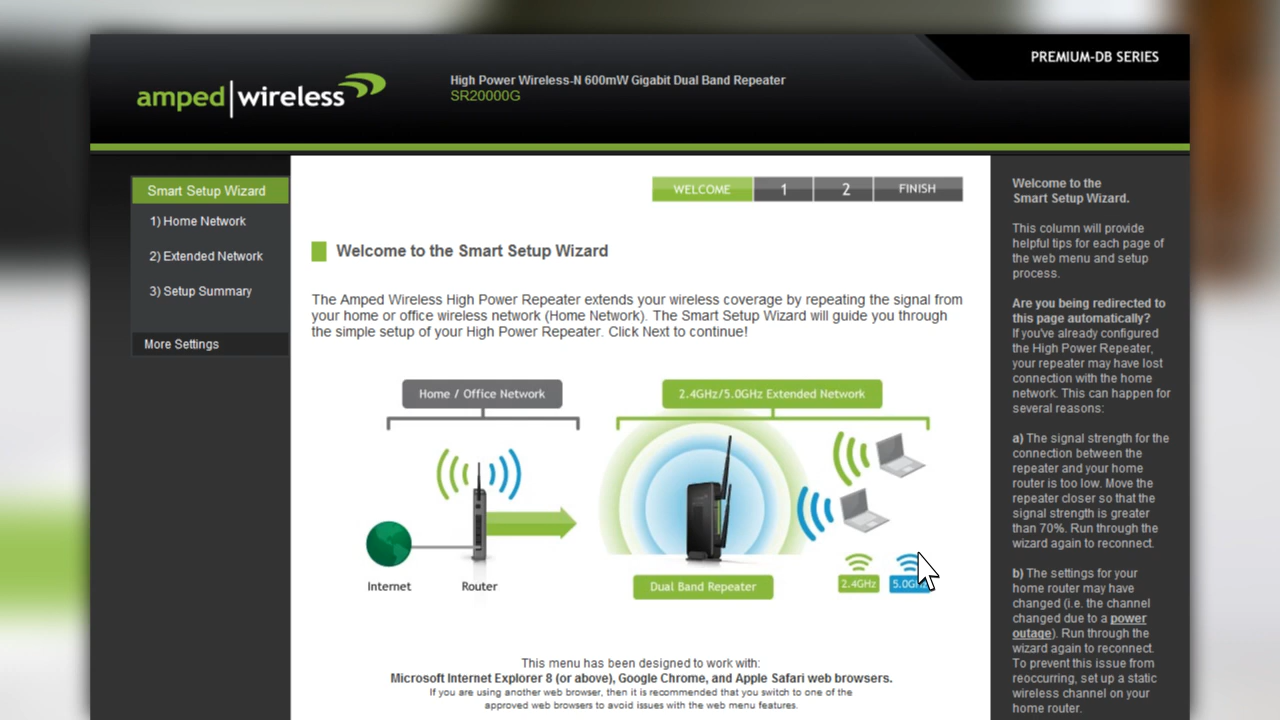 amped wireless
High Power Wireless-N 600mW Gigabit Dual Band Repeater
SR20000G
PREMIUM-DB SERIES
Smart Setup Wizard
1) Home Network
2) Extended Network
3) Setup Summary
More Settings
WELCOME 1 2 FINISH
Welcome to the Smart Setup Wizard
The Amped Wireless High Power Repeater extends your wireless coverage by repeating the signal from
your home or office wireless network (Home Network). The Smart Setup Wizard will guide you through
the simple setup of your High Power Repeater. Click Next to continue!
Home / Office Network
2.4GHz/5.0GHz Extended Network
Internet
Router
Dual Band Repeater
2.4GHz
This menu has been designed to work with:
Microsoft Internet Explorer 8 (or above), Google Chrome, and Apple Safari web browsers.
If you are using another web browser, then it is recommended that you switch to one of the
approved web browsers to avoid issues with the web menu features.
Welcome to the
Smart Setup Wizard.
This column will provide
helpful tips for each page of
the web menu and setup
process.
Are you being redirected to
this page automatically?
If you've already configured
the High Power Repeater,
your repeater may have lost
connection with the home
network. This can happen for
several reasons:
a) The signal strength for the
connection between the
repeater and your home
router is too low. Move the
repeater closer so that the
signal strength is greater
than 70%. Run through the
wizard again to reconnect.
b) The settings for your
home router may have
changed (i.e. the channel
changed due to a power
outage). Run through the
wizard again to reconnect.
To prevent this issue from
reoccurring, set up a static
wireless channel on your
home router.